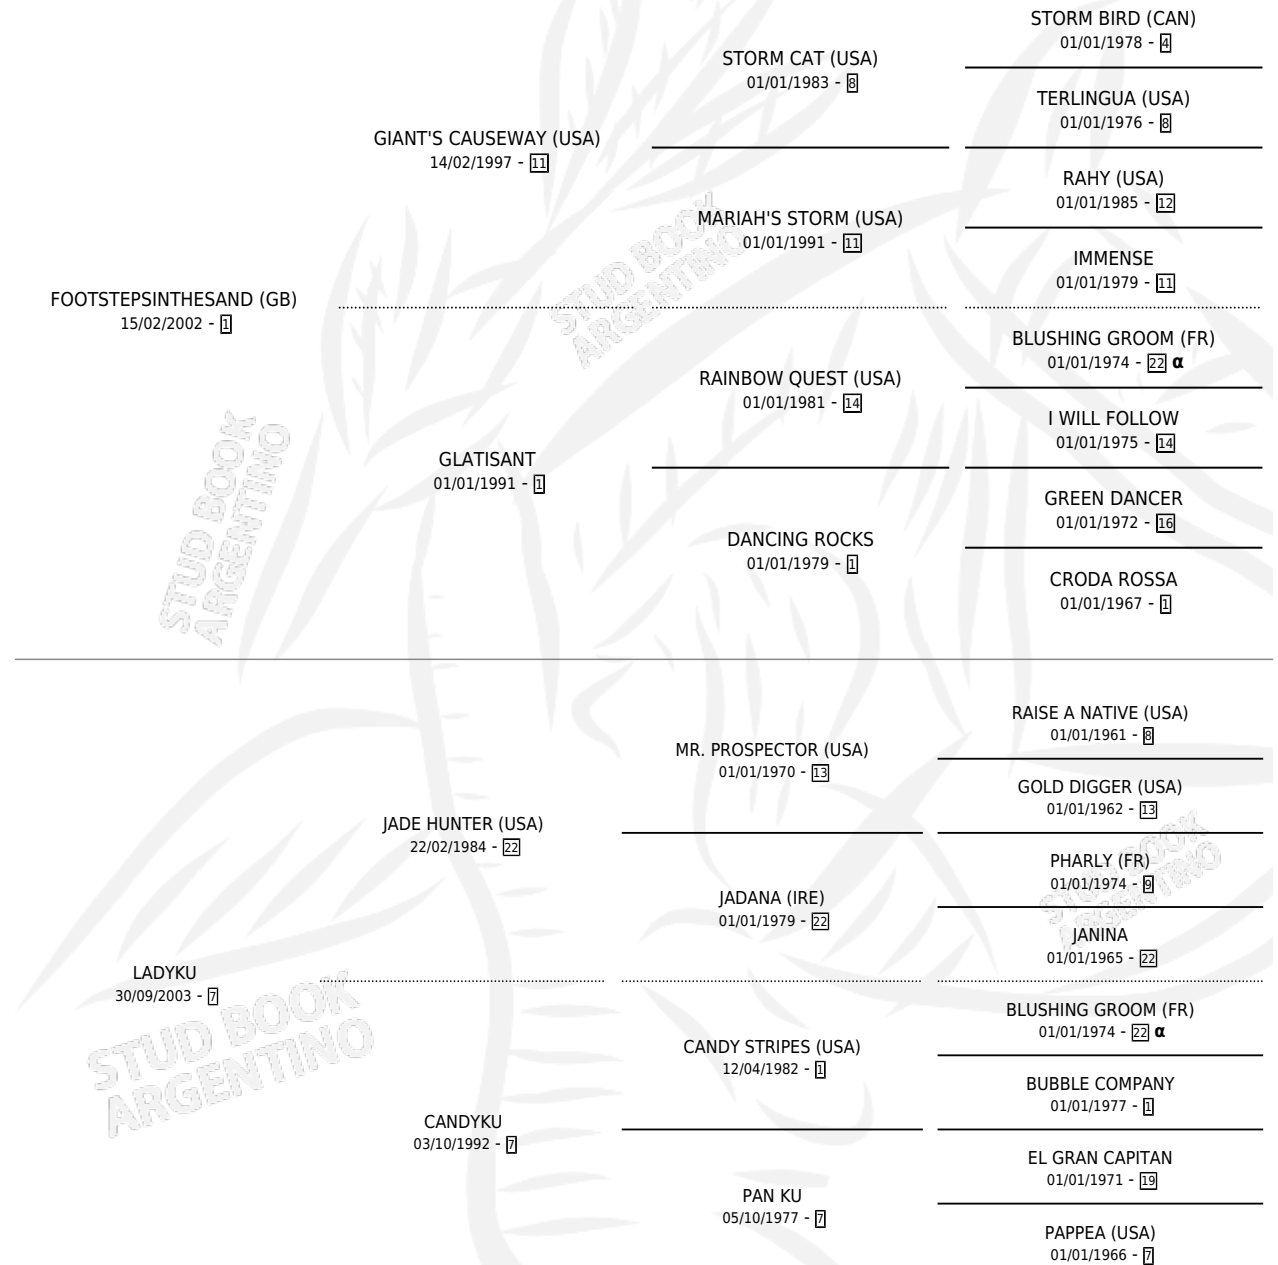 STORM BIRD (CAN)
01/01/1978 - 4
STORM CAT (USA)
01/01/1983 - 8
TERLINGUA (USA)
01/01/1976 - 8
GIANT'S CAUSEWAY (USA)
14/02/1997 - 11
RAHY (USA)
01/01/1985 - 12
MARIAH'S STORM (USA)
01/01/1991 - 11
IMMENSE
01/01/1979 - 11
FOOTSTEPSINTHESAND (GB)
15/02/2002 - 1
BLUSHING GROOM (FR)
01/01/1974 - 22 α
RAINBOW QUEST (USA)
01/01/1981 - 14
I WILL FOLLOW
01/01/1975 - 14
GLATISANT
01/01/1991 - 1
GREEN DANCER
01/01/1972 - 16
DANCING ROCKS
01/01/1979 - 1
CRODA ROSSA
01/01/1967 - 1
STUD BOOK
ARGENTINO
STUD BOOK
ARGENTINO
RAISE A NATIVE (USA)
01/01/1961 - 8
MR. PROSPECTOR (USA)
01/01/1970 - 13
GOLD DIGGER (USA)
01/01/1962 - 13
JADE HUNTER (USA)
22/02/1984 - 22
PHARLY (FR)
01/01/1974 - 9
JADANA (IRE)
01/01/1979 - 22
JANINA
01/01/1965 - 22
LADYKU
30/09/2003 - 7
BLUSHING GROOM (FR)
01/01/1974 - 22 α
CANDY STRIPES (USA)
12/04/1982 - 1
BUBBLE COMPANY
01/01/1977 - 1
CANDYKU
03/10/1992 - 7
EL GRAN CAPITAN
01/01/1971 - 19
PAN KU
05/10/1977 - 7
PAPPEA (USA)
01/01/1966 - 7
STUD BOOK
ARGENTINO
STUD BOOK
ARGENTINO